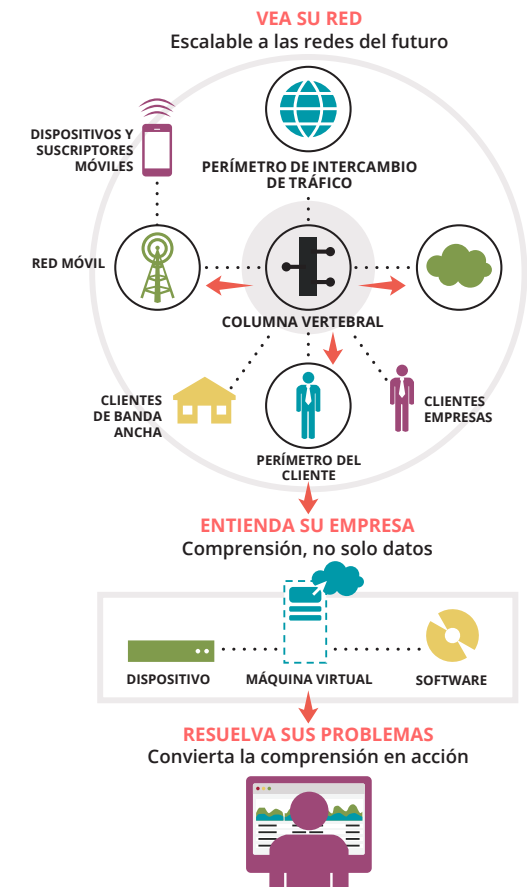 VEA SU RED
Escalable a las redes del futuro
DISPOSITIVOS Y
SUSCRIPTORES
MÓVILES
PERÍMETRO DE INTERCAMBIO
DE TRÁFICO
RED MÓVIL
COLUMNA VERTEBRAL
CLIENTES
DE BANDA
ANCHA
CLIENTES
EMPRESAS
PERÍMETRO DEL
CLIENTE
ENTIENDA SU EMPRESA
Comprensión, no solo datos
DISPOSITIVO
MÁQUINA VIRTUAL
SOFTWARE
RESUELVA SUS PROBLEMAS
Convierta la comprensión en acción